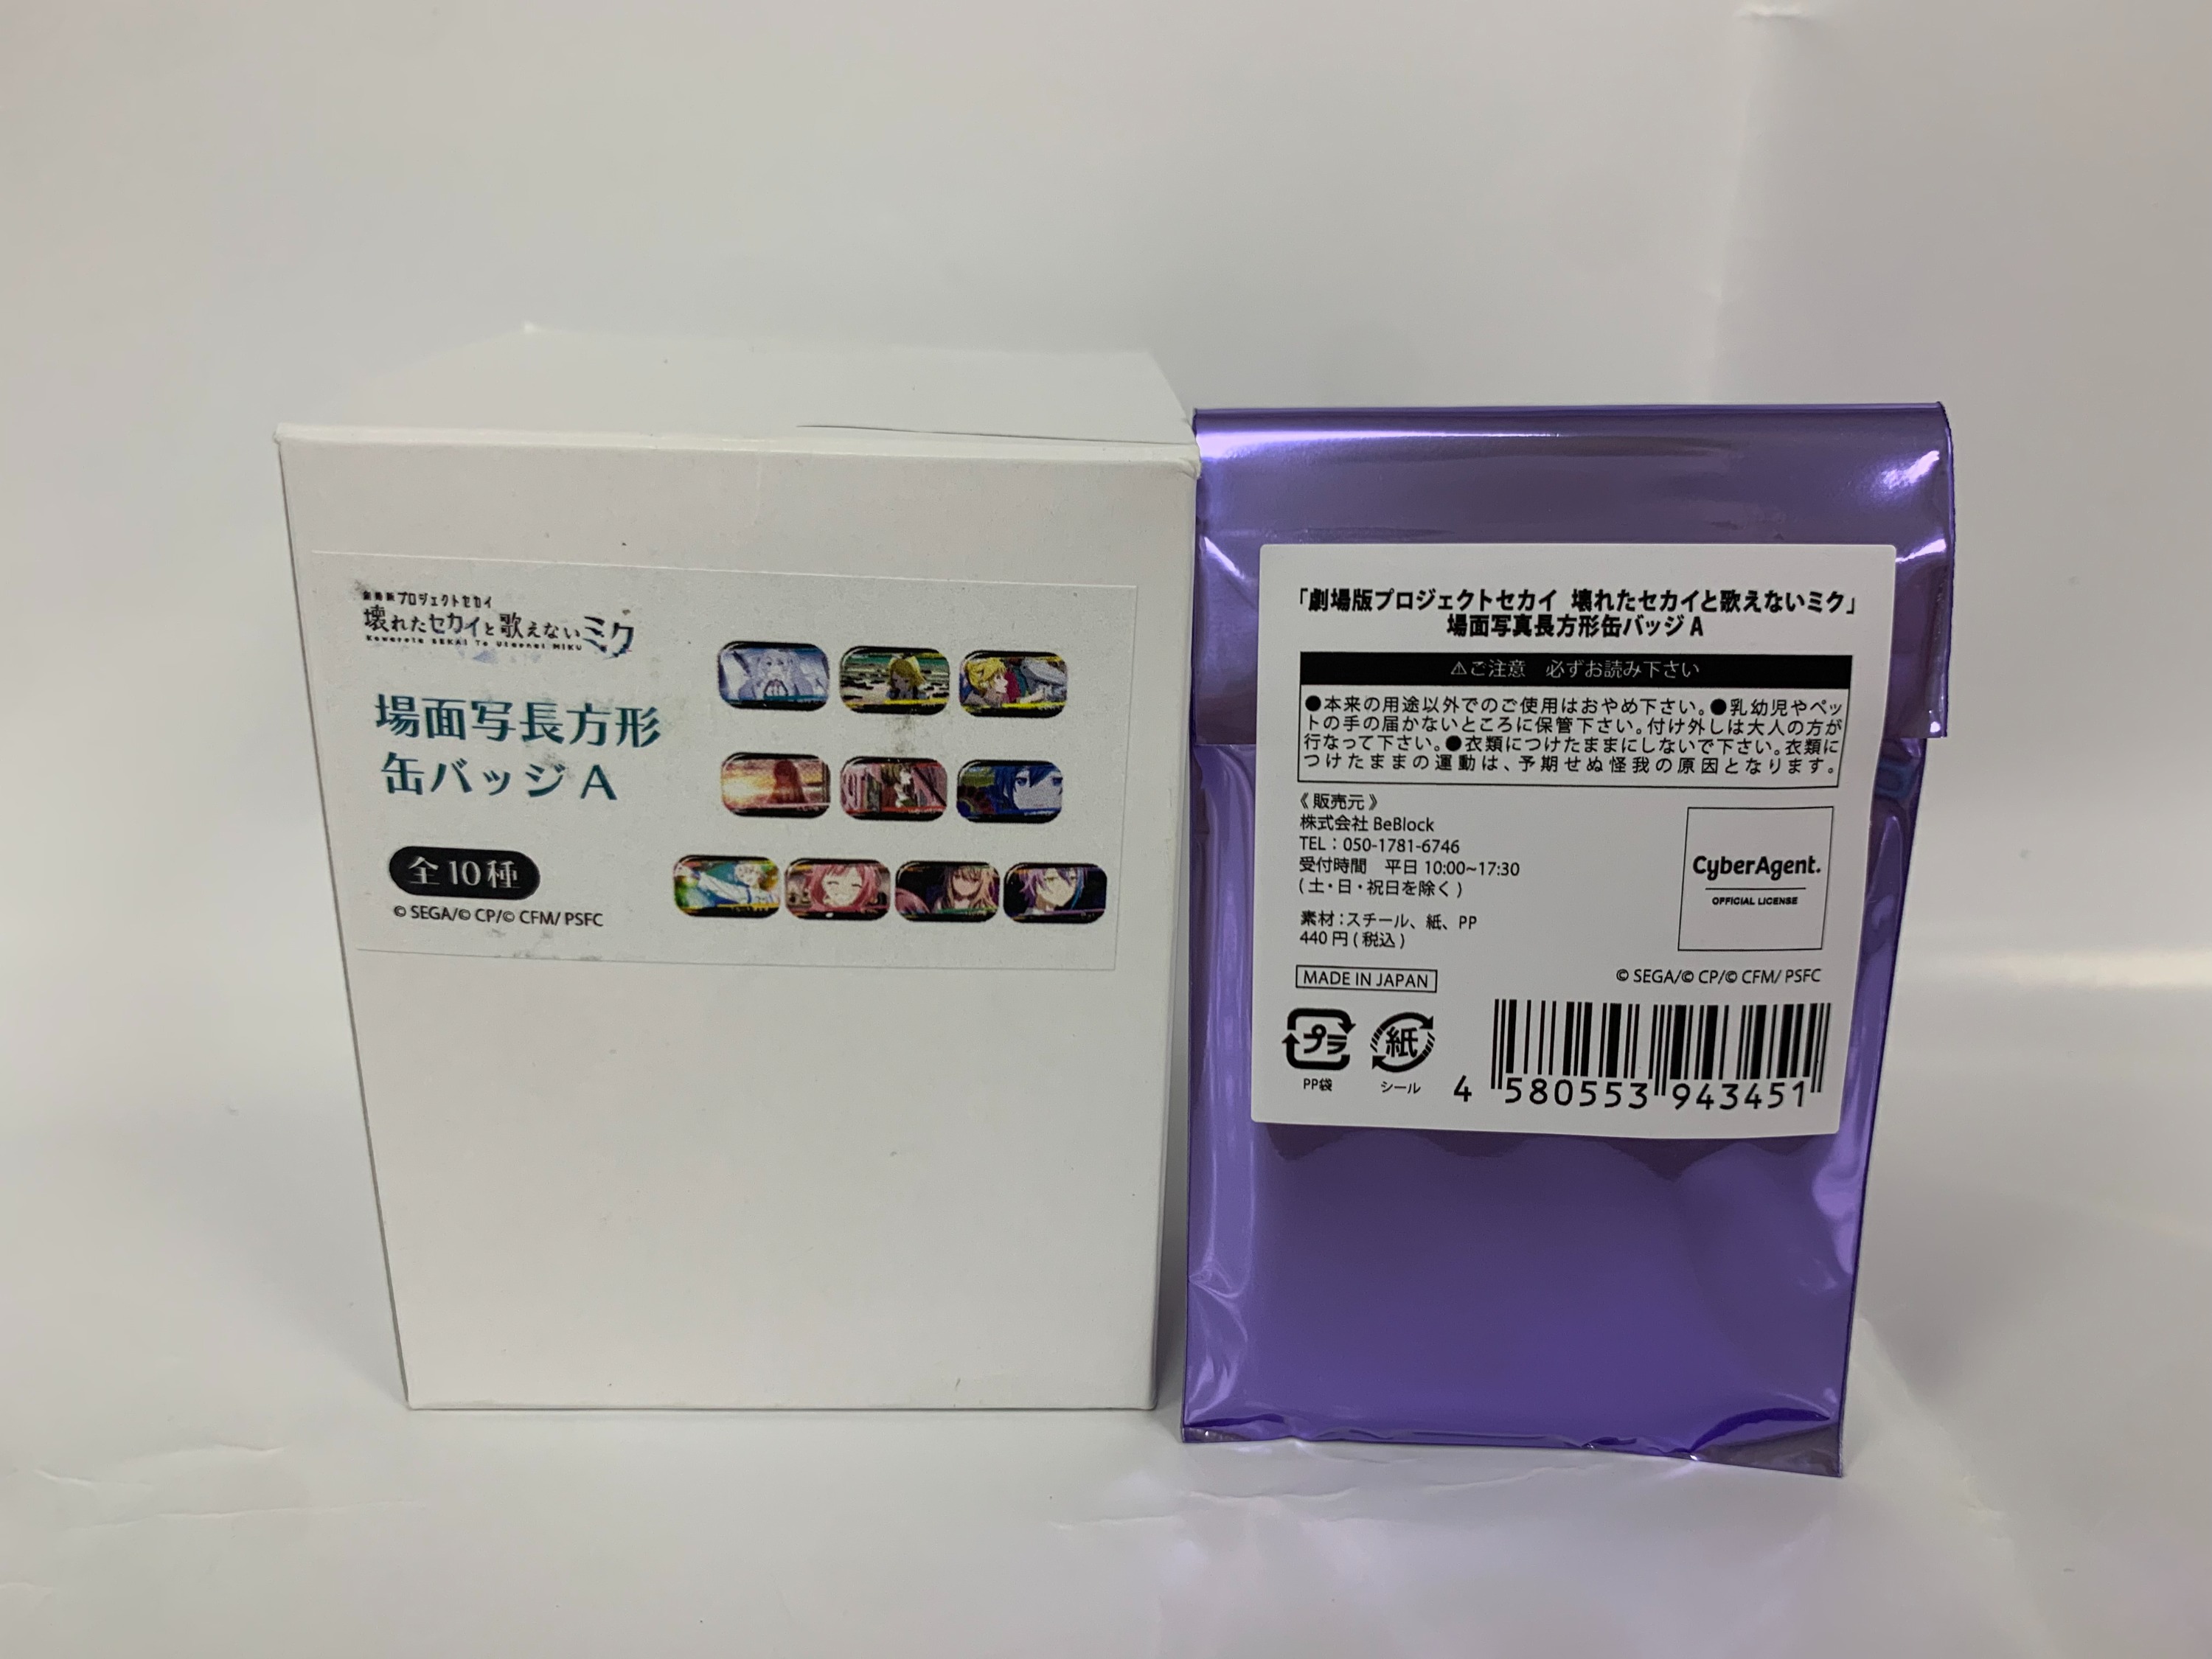 劇場版プロジェクトセカイ
壊れたセカイと歌えないミク
Kowareta SEKAI To Utaenai MIKU
場面写長方形
缶バッジ A
全10種
© SEGA/© CP/© CFM/ PSFC
「劇場版プロジェクトセカイ 壊れたセカイと歌えないミク」
場面写真長方形缶バッジ A
⚠ご注意 必ずお読み下さい
●本来の用途以外でのご使用はおやめ下さい。●乳幼児やペッ
トの手の届かないところに保管下さい。付け外しは大人の方が
行なって下さい。●衣類につけたままにしないで下さい。衣類に
つけたままの運動は、予期せぬ怪我の原因となります。
《 販売元 》
株式会社 BeBlock
TEL：050-1781-6746
受付時間 平日 10:00~17:30
( 土・日・祝日を除く )
素材：スチール、紙、PP
440 円 ( 税込 )
CyberAgent.
OFFICIAL LICENSE
MADE IN JAPAN
© SEGA/© CP/© CFM/ PSFC
プラ
PP袋
紙
シール
4 580553 943451